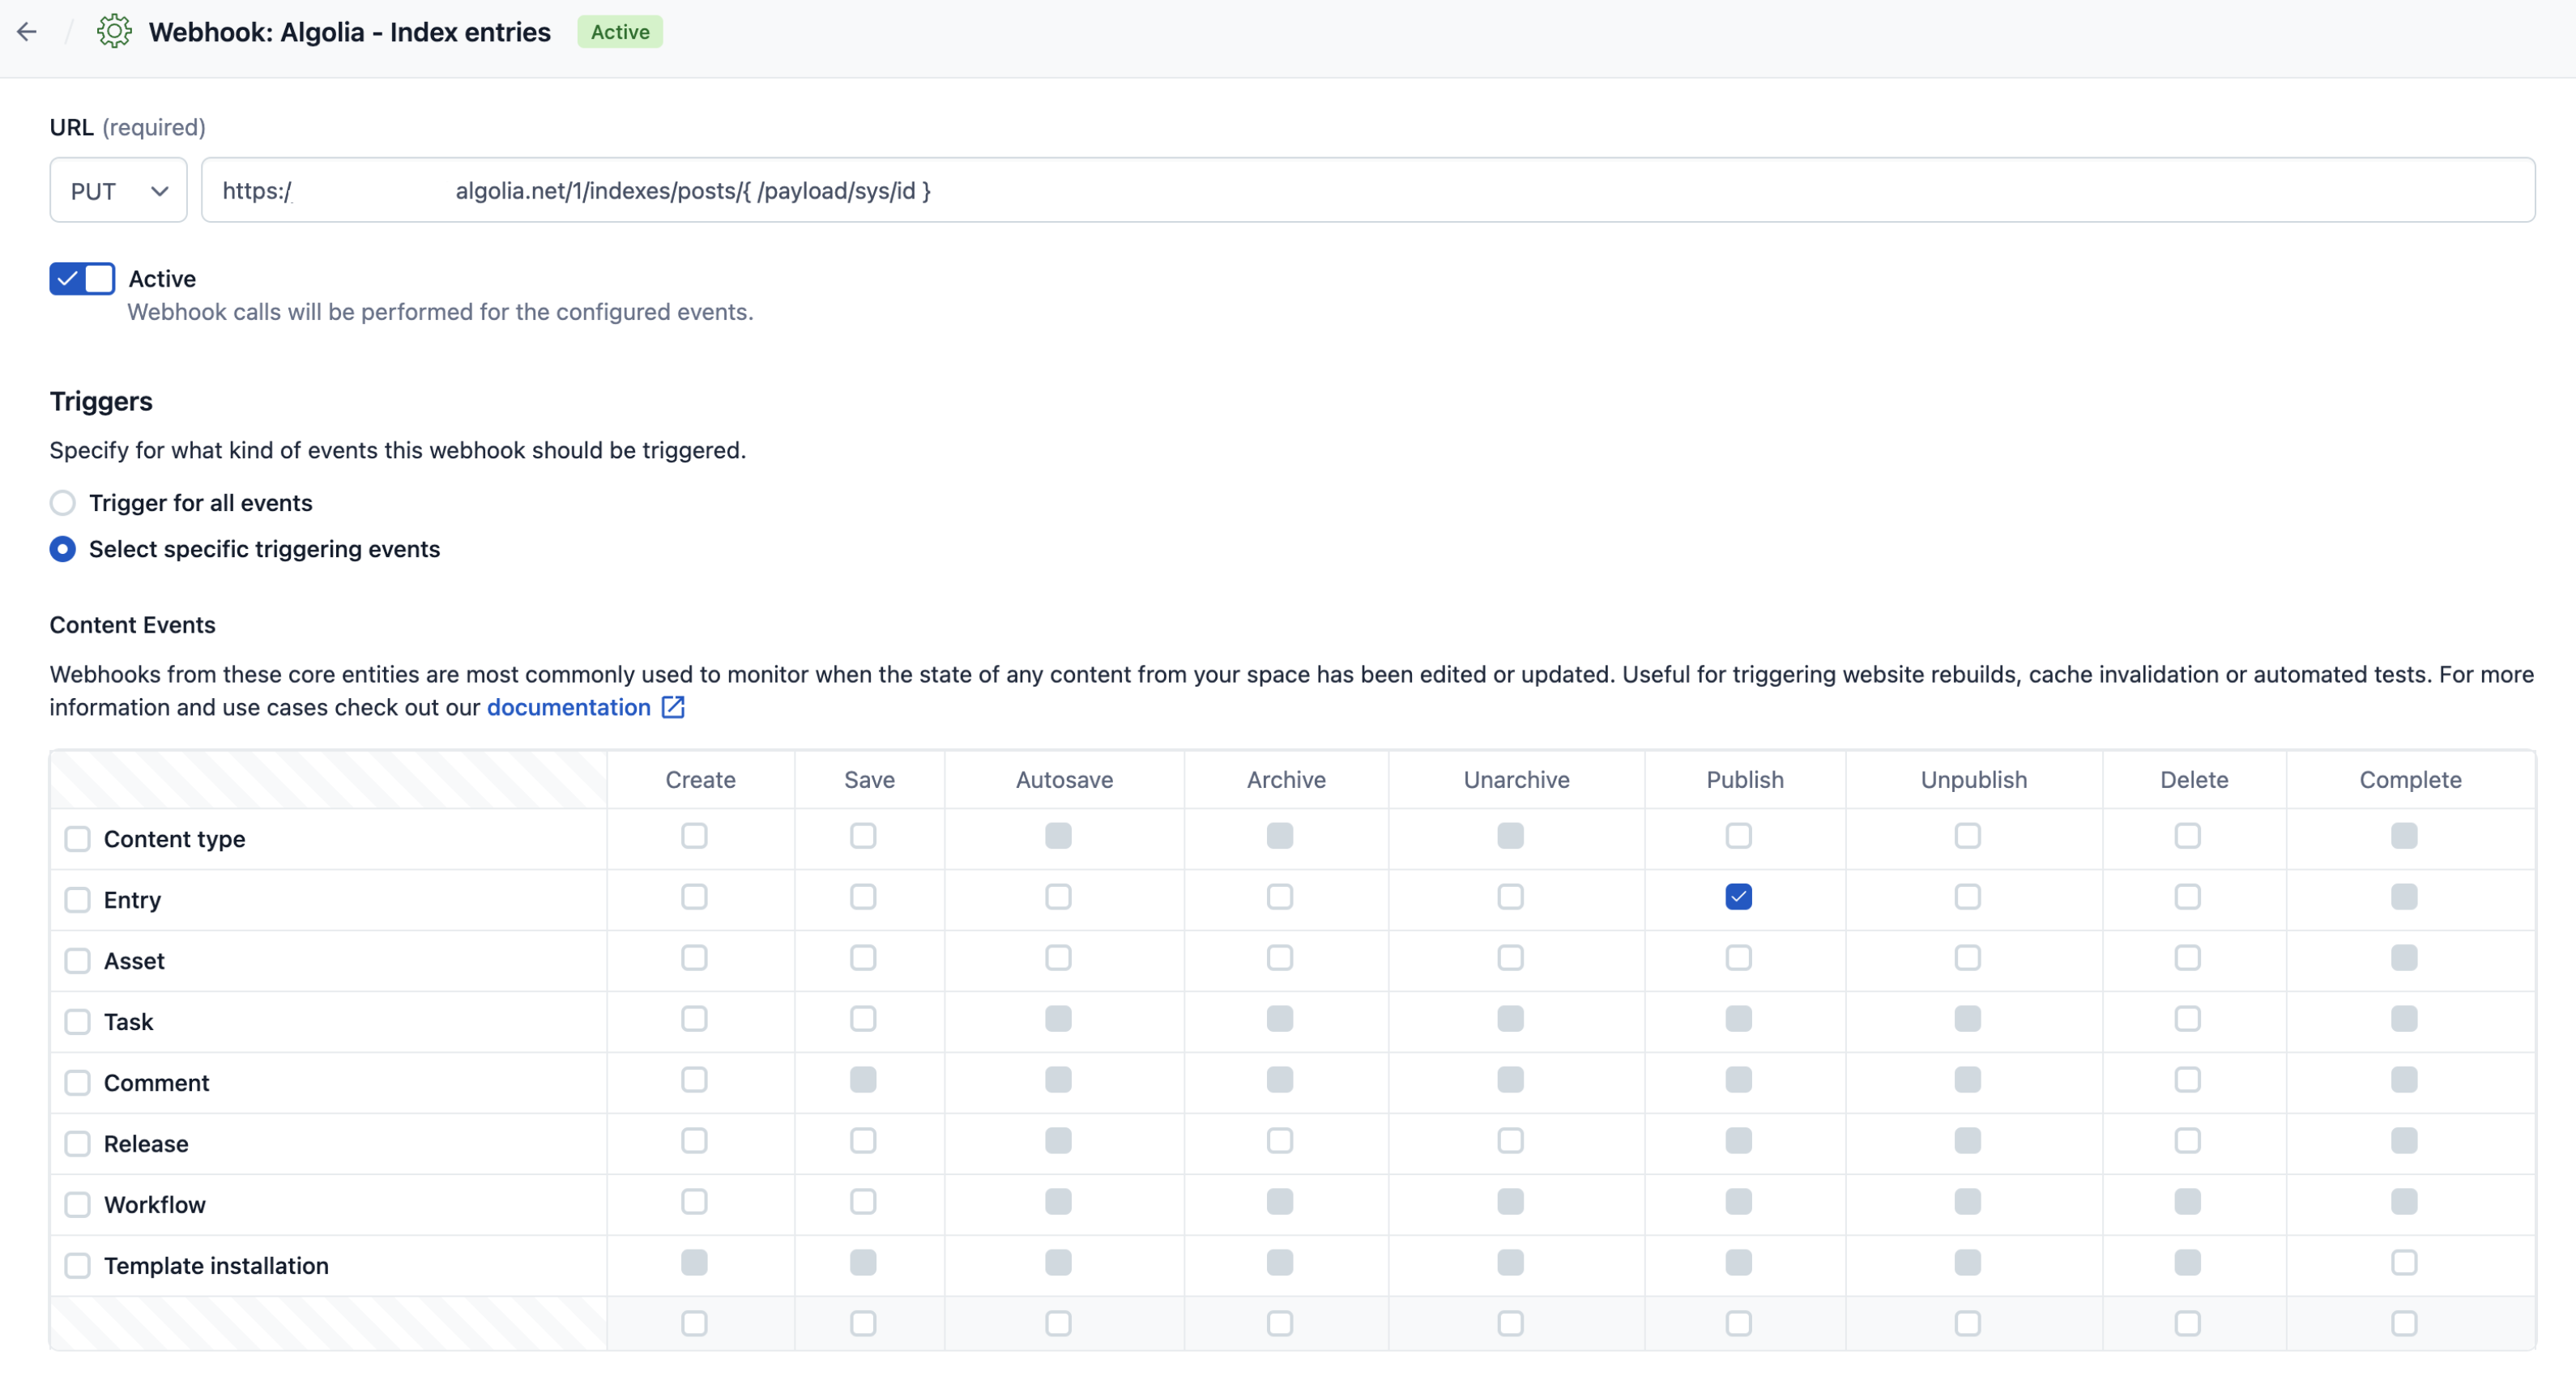 Webhook: Algolia - Index entries Active
URL (required)
PUT https:/ algolia.net/1/indexes/posts/{ /payload/sys/id }
Active
Webhook calls will be performed for the configured events.
Triggers
Specify for what kind of events this webhook should be triggered.
Trigger for all events
Select specific triggering events
Content Events
Webhooks from these core entities are most commonly used to monitor when the state of any content from your space has been edited or updated. Useful for triggering website rebuilds, cache invalidation or automated tests. For more
information and use cases check out our documentation
Create Save Autosave Archive Unarchive Publish Unpublish Delete Complete
Content type
Entry
Asset
Task
Comment
Release
Workflow
Template installation